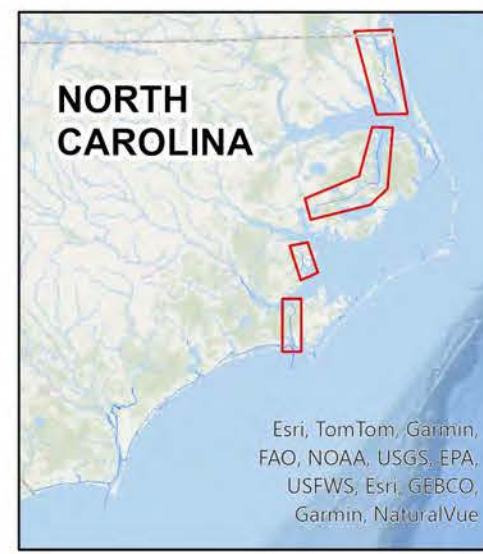 NORTH
CAROLINA
Esri, TomTom, Garmin,
FAO, NOAA, USGS, EPA,
USFWS, Esri, GEBCO,
Garmin, NaturalVue